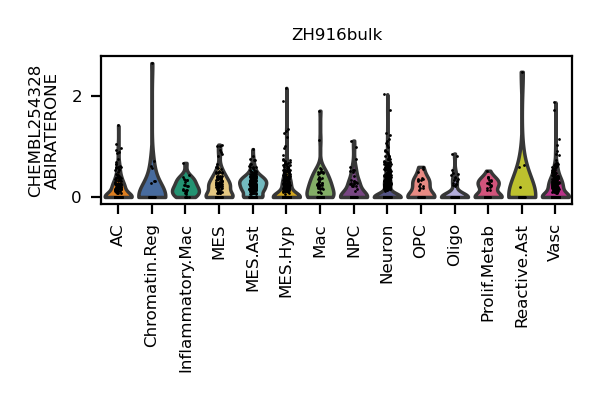 ZH916bulk
CHEMBL254328
ABIRATERONE
2
0
AC
Chromatin.Reg
Inflammatory.Mac
MES
MES.Ast
MES.Hyp
Mac
NPC
Neuron
OPC
Oligo
Prolif.Metab
Reactive.Ast
Vasc